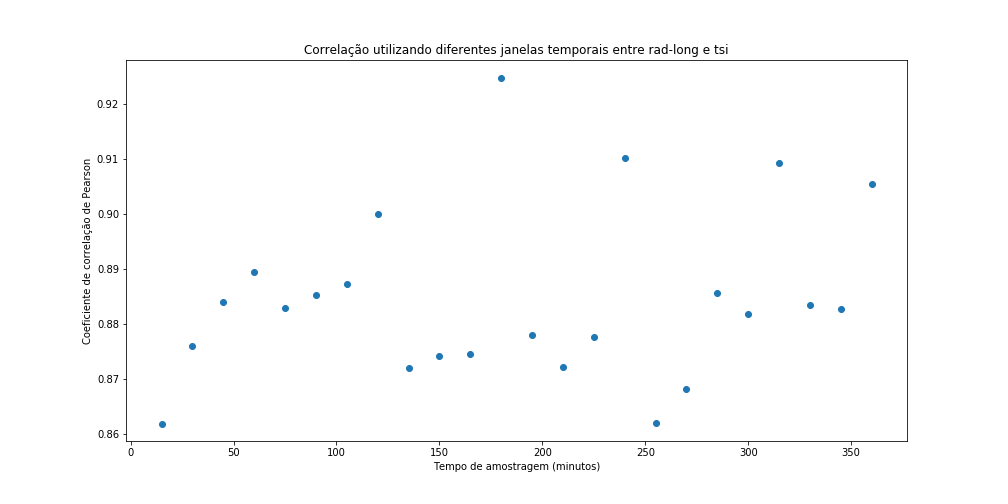 Correlação utilizando diferentes janelas temporais entre rad-long e tsi
Coeficiente de correlação de Pearson
0.92
0.91
0.90
0.89
0.88
0.87
0.86
0 50 100 150 200 250 300 350
Tempo de amostragem (minutos)